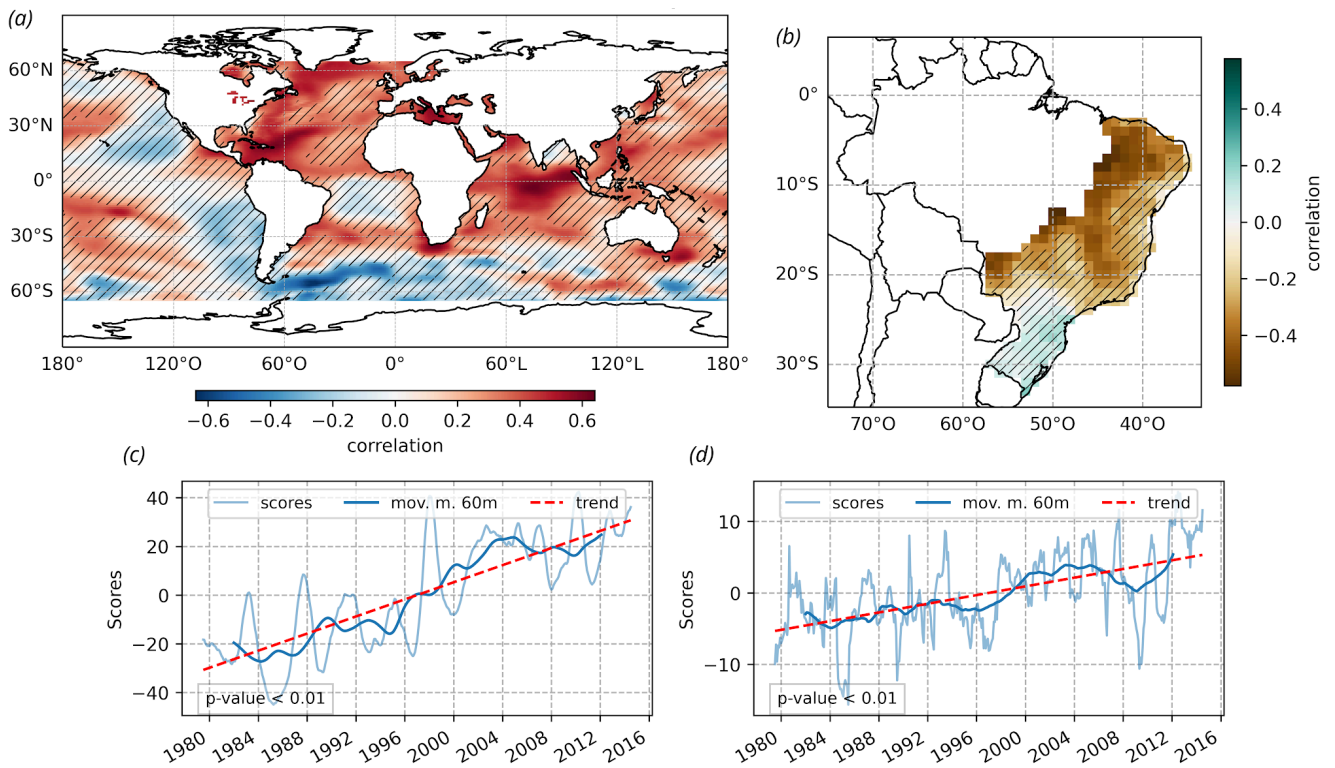 (a)
60°N
30°N
0°
30°S
60°S
180° 120°O 60°O 0° 60°L 120°L 180°
−0.6 −0.4 −0.2 0.0 0.2 0.4 0.6
correlation
(b)
0°
10°S
20°S
30°S
70°O 60°O 50°O 40°O
0.4
0.2
0.0
−0.2
−0.4
correlation
(c)
scores mov. m. 60m trend
40
20
0
−20
−40
Scores
p-value < 0.01
1980 1984 1988 1992 1996 2000 2004 2008 2012 2016
(d)
scores mov. m. 60m trend
10
0
−10
Scores
p-value < 0.01
1980 1984 1988 1992 1996 2000 2004 2008 2012 2016